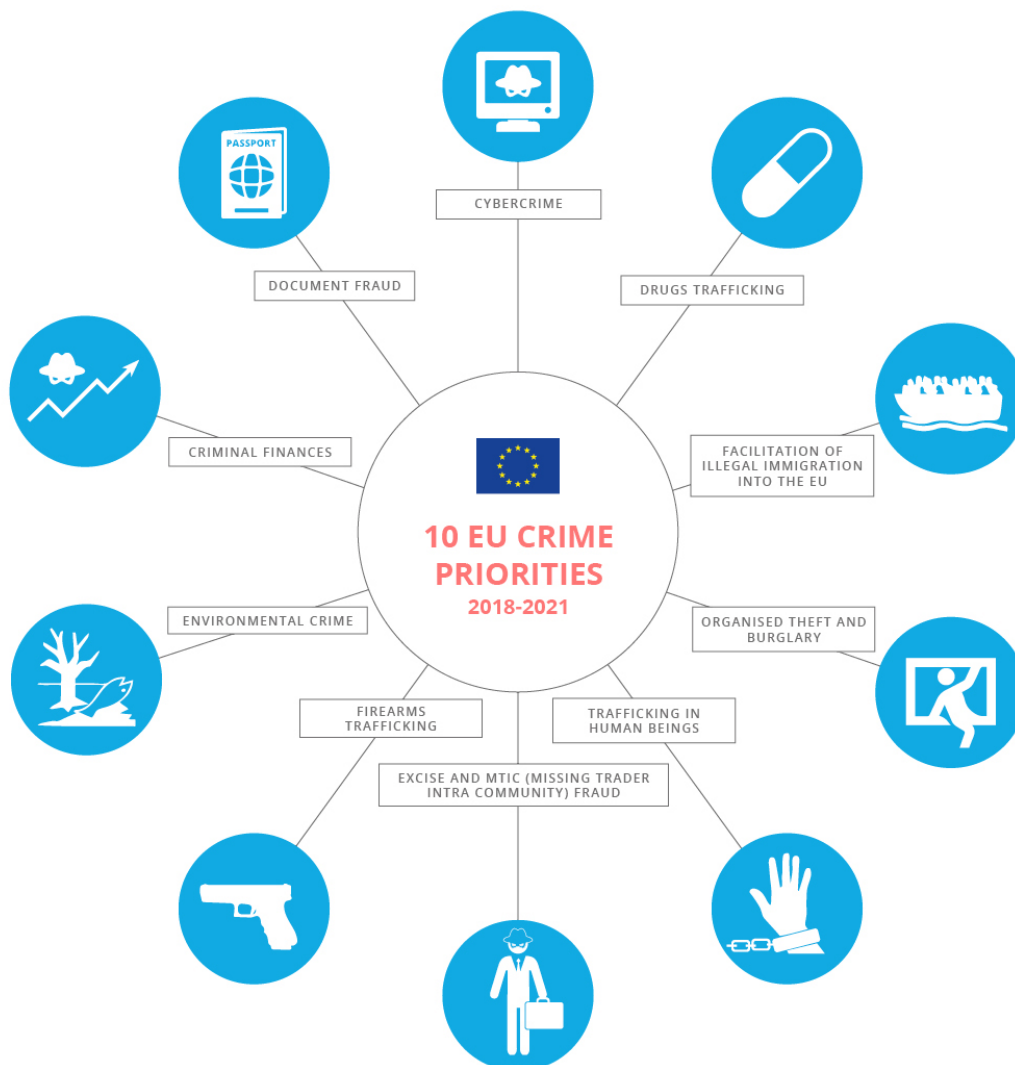 PASSPORT
CYBERCRIME
DOCUMENT FRAUD
DRUGS TRAFFICKING
CRIMINAL FINANCES
FACILITATION OF
ILLEGAL IMMIGRATION
INTO THE EU
10 EU CRIME
PRIORITIES
2018-2021
ENVIRONMENTAL CRIME
ORGANISED THEFT AND
BURGLARY
FIREARMS
TRAFFICKING
TRAFFICKING IN
HUMAN BEINGS
EXCISE AND MTIC (MISSING TRADER
INTRA COMMUNITY) FRAUD